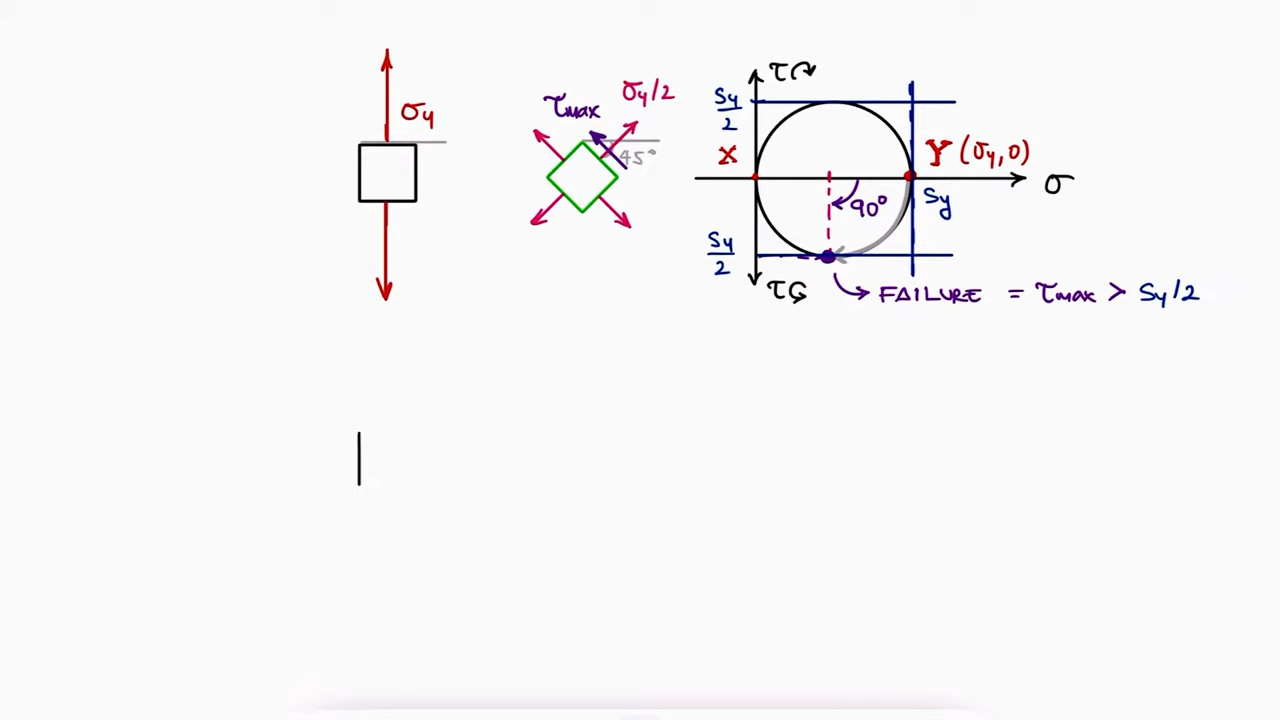 σy
τmax
σy/2
45°
τ
Sy/2
X
Y (σy,0)
σ
Sy
90°
Sy/2
τ
FAILURE = τmax > Sy/2